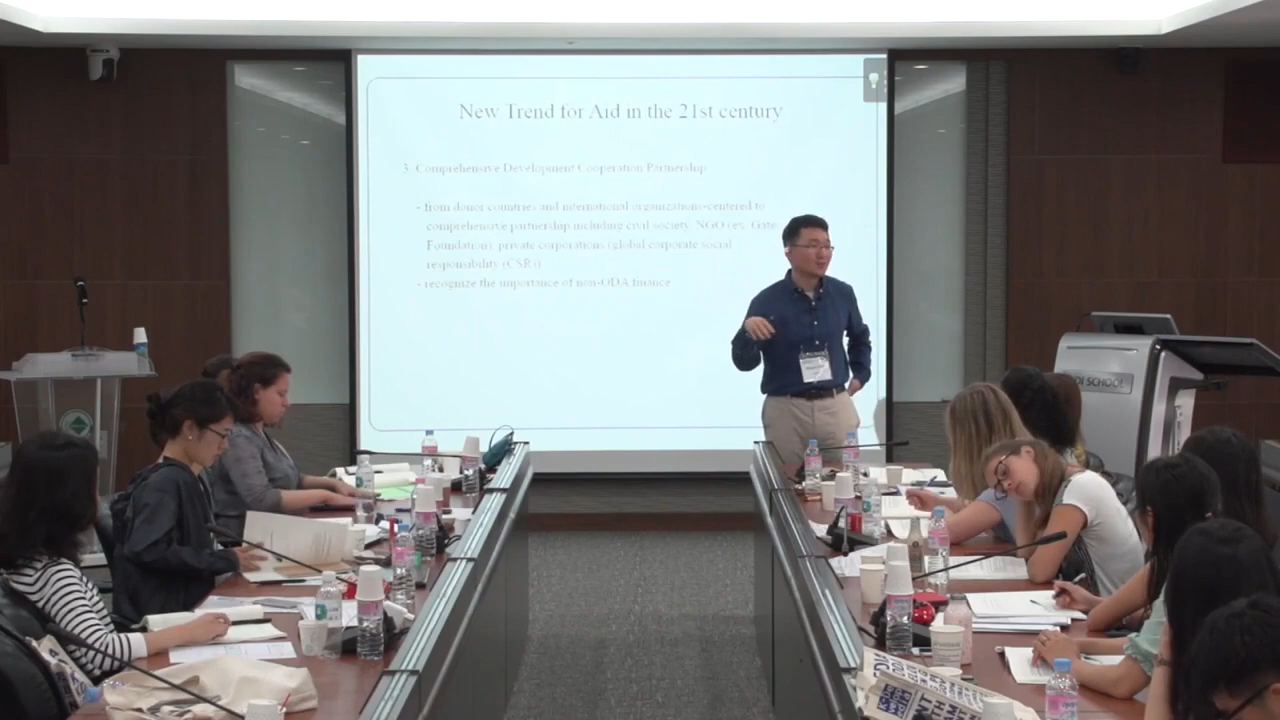 New Trend for Aid in the 21st century
3. Comprehensive Development Cooperation Partnership
- from donor countries and international organizations-centered to
comprehensive partnership including civil society, NGO (ex. Gate
Foundation), private corporations (global corporate social
responsibility (CSR))
- recognize the importance of non-ODA finance
DI SCHOOL